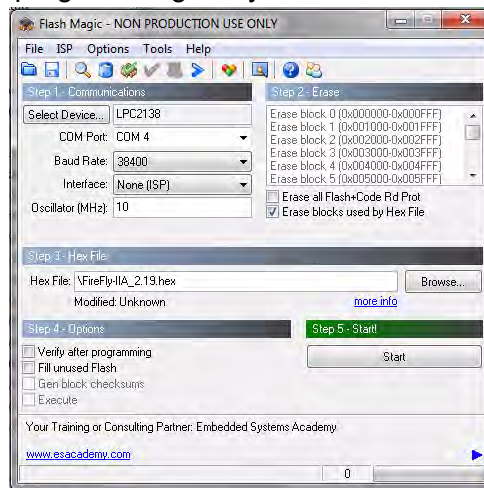 Flash Magic - NON PRODUCTION USE ONLY
File ISP Options Tools Help
Step 1 - Communications
Select Device... LPC2138
COM Port: COM 4
Baud Rate: 38400
Interface: None (ISP)
Oscillator (MHz): 10
Step 2 - Erase
Erase block 0 (0x000000-0x000FFF)
Erase block 1 (0x001000-0x001FFF)
Erase block 2 (0x002000-0x002FFF)
Erase block 3 (0x003000-0x003FFF)
Erase block 4 (0x004000-0x004FFF)
Erase block 5 (0x005000-0x005FFF)
Erase all Flash+Code Rd Prot
Erase blocks used by Hex File
Step 3 - Hex File
Hex File: \FireFly-IIA_2.19.hex Browse...
Modified: Unknown more info
Step 4 - Options
Verify after programming
Fill unused Flash
Gen block checksums
Execute
Step 5 - Start!
Start
Your Training or Consulting Partner: Embedded Systems Academy
www.esacademy.com
0